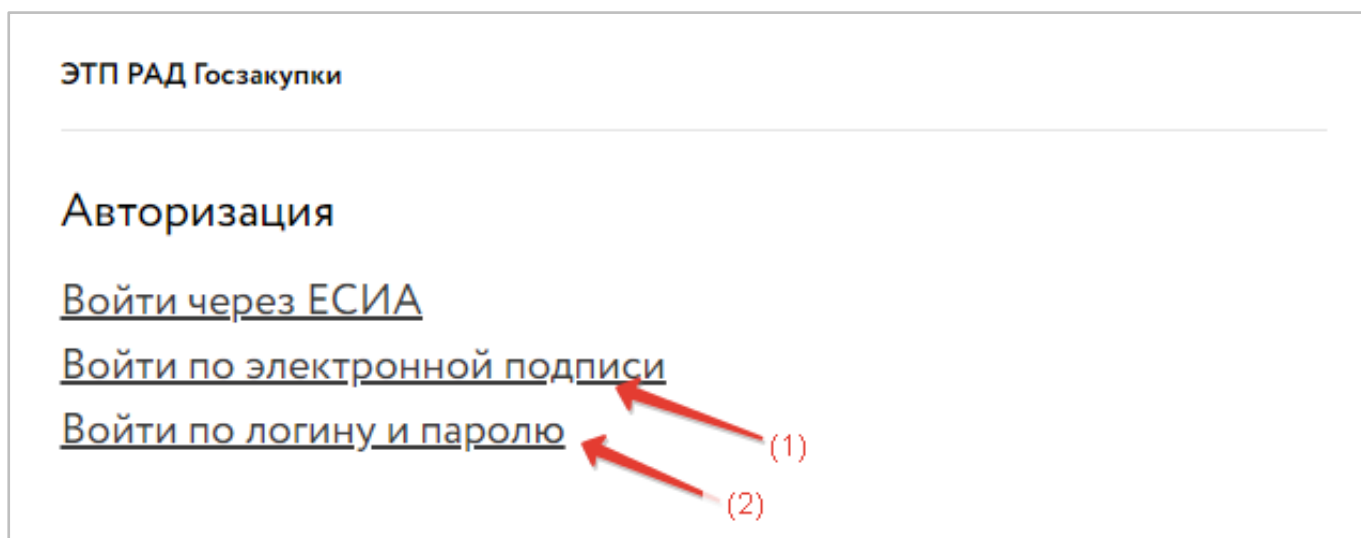 ЭТП РАД Госзакупки
Авторизация
Войти через ЕСИА
Войти по электронной подписи
Войти по логину и паролю
(1)
(2)